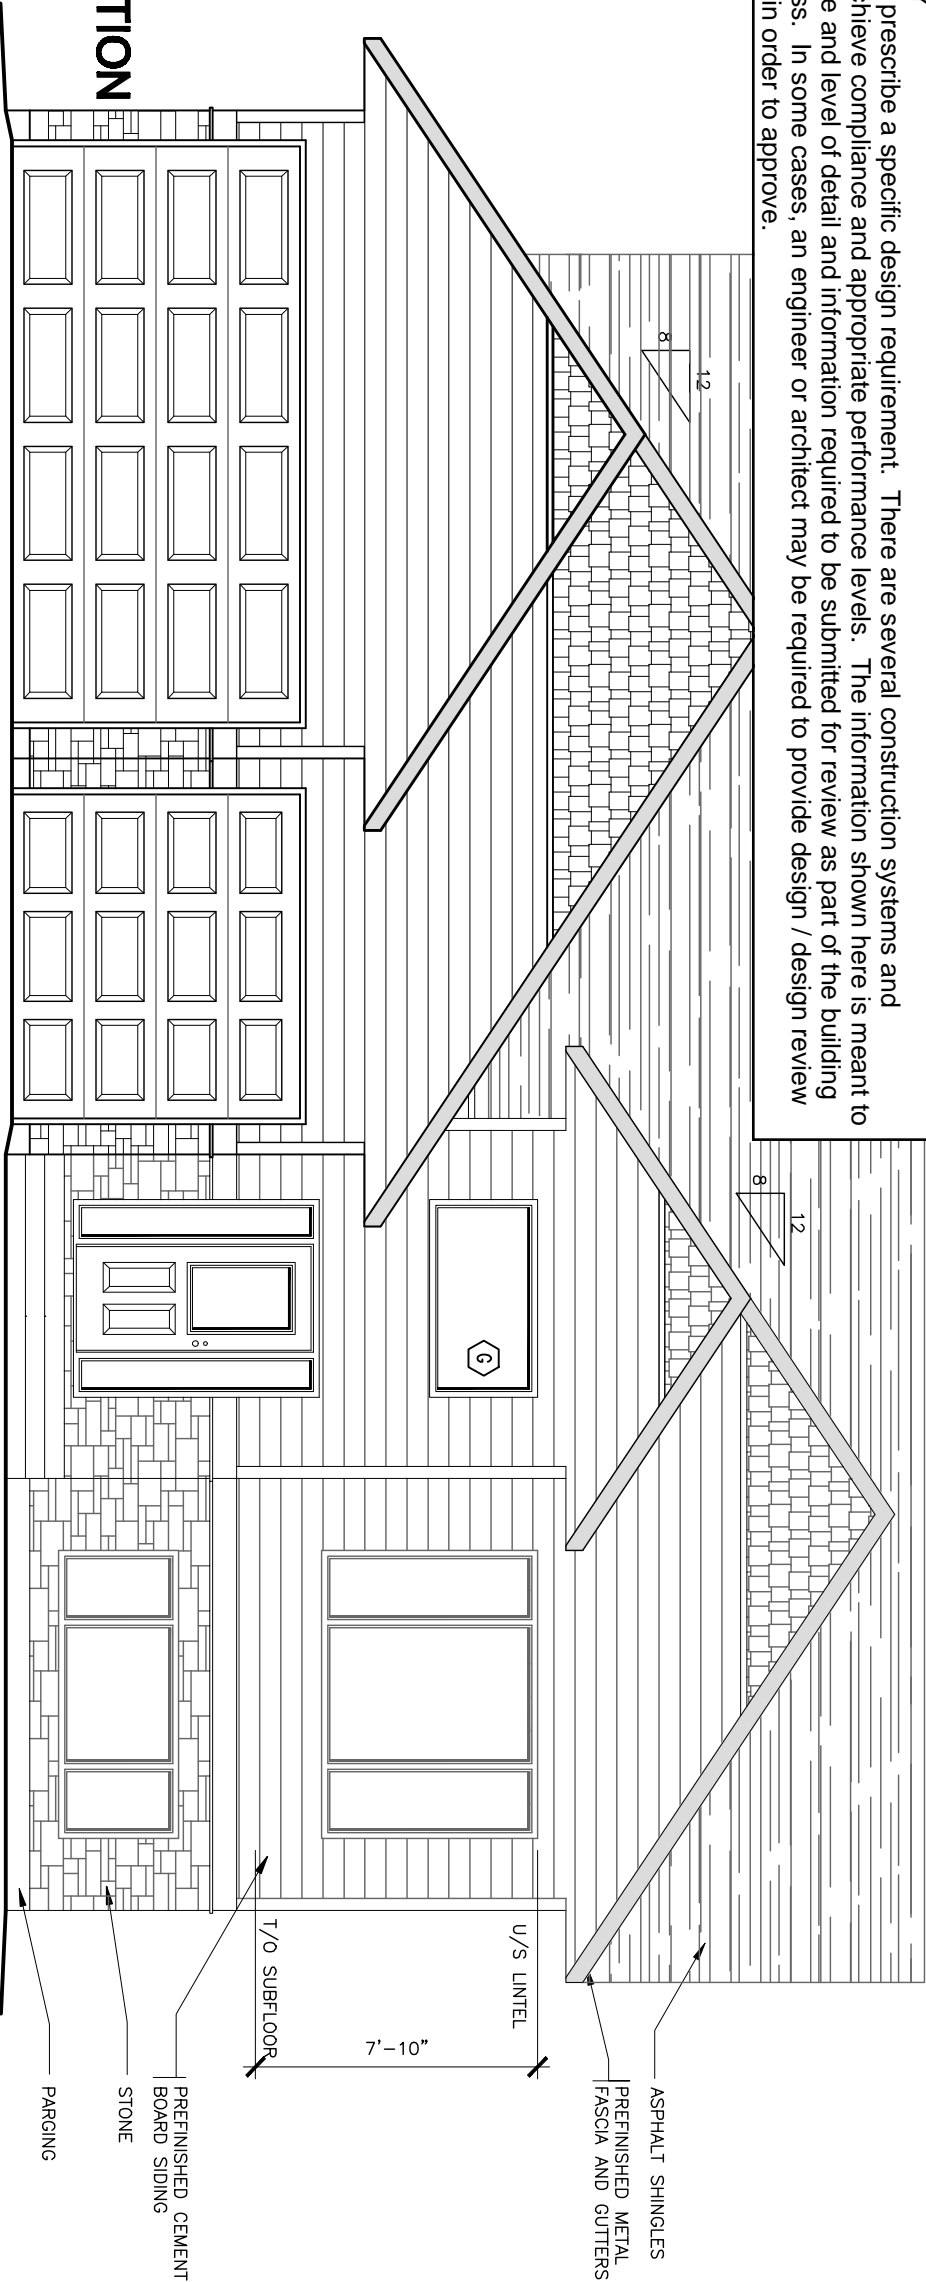 prescribe a specific design requirement. There are several construction systems and
hieve compliance and appropriate performance levels. The information shown here is meant to
e and level of detail and information required to be submitted for review as part of the building
ss. In some cases, an engineer or architect may be required to provide design / design review
in order to approve.
8
12
8
12
G
ASPHALT SHINGLES
PREFINISHED METAL
FASCIA AND GUTTERS
U/S LINTEL
7'-10"
T/O SUBFLOOR
PREFINISHED CEMENT
BOARD SIDING
STONE
PARGING
TION